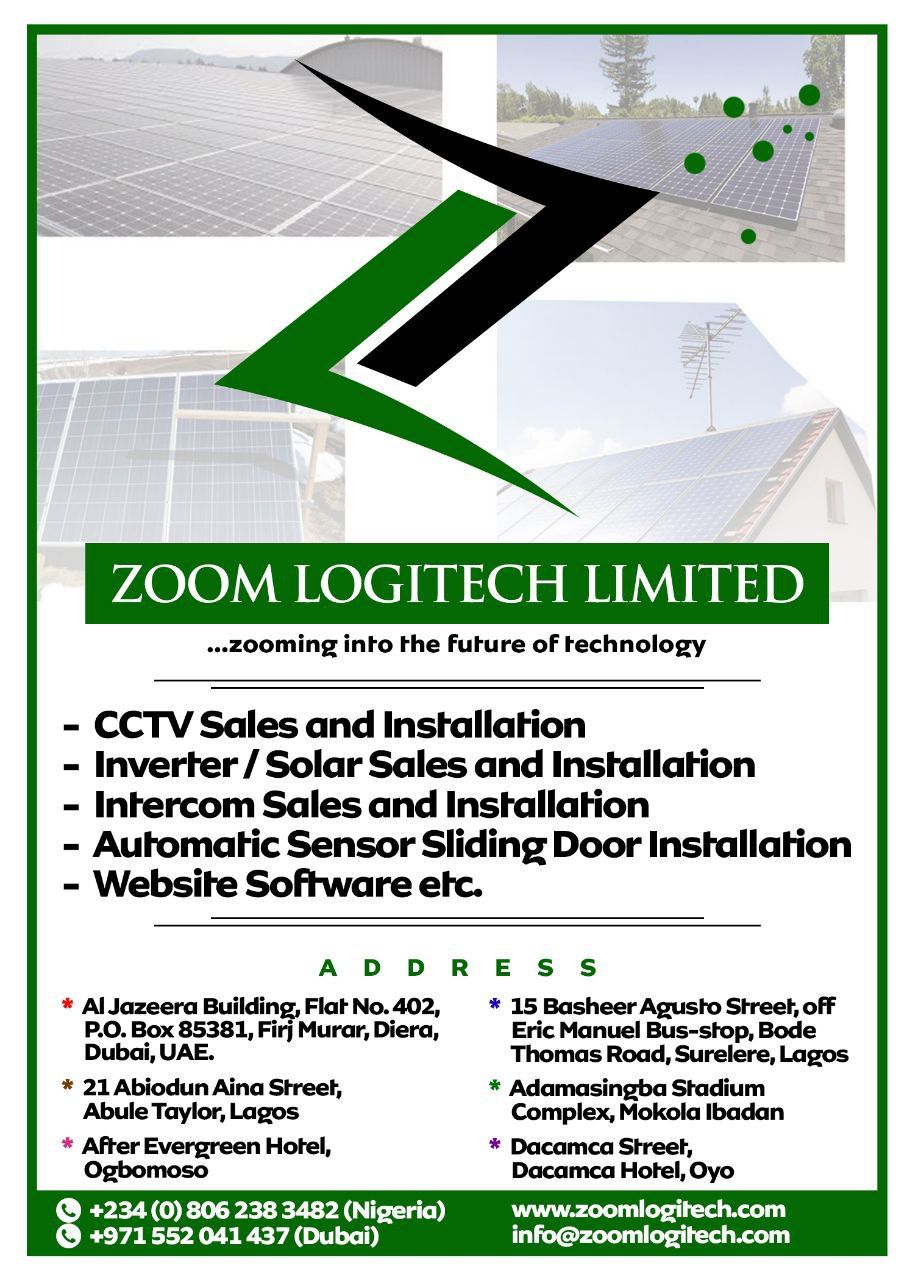 ZOOM LOGITECH LIMITED
...zooming into the future of technology
- CCTV Sales and Installation
- Inverter / Solar Sales and Installation
- Intercom Sales and Installation
- Automatic Sensor Sliding Door Installation
- Website Software etc.
ADDRESS
* Al Jazeera Building, Flat No. 402,
P.O. Box 85381, Firj Murar, Diera,
Dubai, UAE.
* 21 Abiodun Aina Street,
Abule Taylor, Lagos
* After Evergreen Hotel,
Ogbomoso
* 15 Basheer Agusto Street, off
Eric Manuel Bus-stop, Bode
Thomas Road, Surelere, Lagos
* Adamasingba Stadium
Complex, Mokola Ibadan
* Dacamca Street,
Dacamca Hotel, Oyo
+234 (0) 806 238 3482 (Nigeria)
+971 552 041 437 (Dubai)
www.zoomlogitech.com
info@zoomlogitech.com